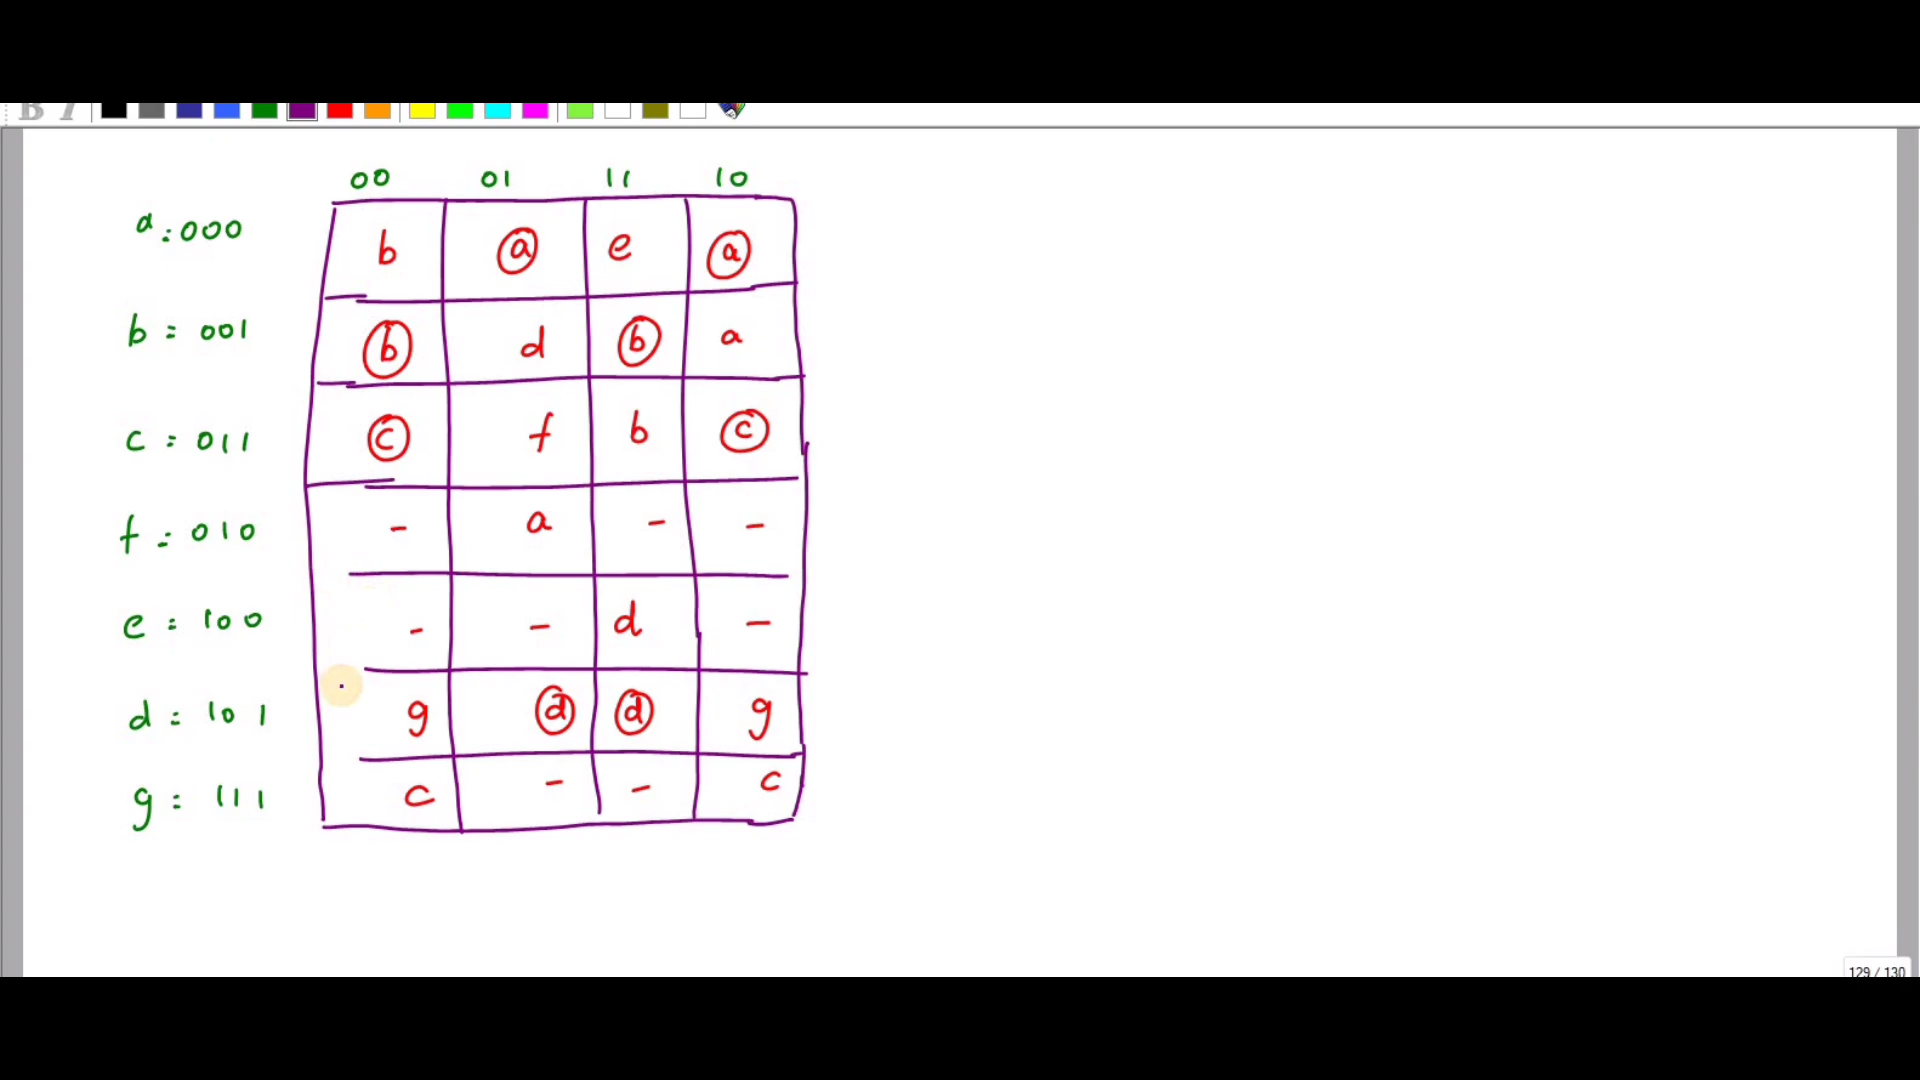 B I
00 01 11 10
a : 000 b ⓐ e ⓐ
b = 001 ⓑ d ⓑ a
c = 011 ⓒ f b ⓒ
f = 010 - a - -
e = 100 - - d -
d = 101 g ⓓ ⓓ g
g = 111 c - - c
129 / 130